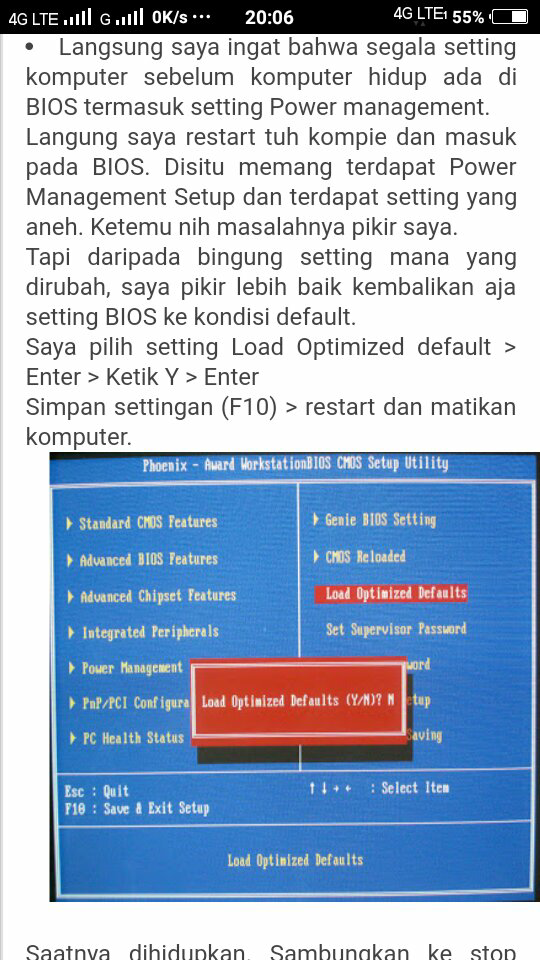 4G LTE G 0K/s ... 20:06 4G LTE1 55%
• Langsung saya ingat bahwa segala setting
komputer sebelum komputer hidup ada di
BIOS termasuk setting Power management.
Langung saya restart tuh kompie dan masuk
pada BIOS. Disitu memang terdapat Power
Management Setup dan terdapat setting yang
aneh. Ketemu nih masalahnya pikir saya.
Tapi daripada bingung setting mana yang
dirubah, saya pikir lebih baik kembalikan aja
setting BIOS ke kondisi default.
Saya pilih setting Load Optimized default >
Enter > Ketik Y > Enter
Simpan settingan (F10) > restart dan matikan
komputer.
Phoenix - Award WorkstationBIOS CMOS Setup Utility
Standard CMOS Features
Advanced BIOS Features
Advanced Chipset Features
Integrated Peripherals
Power Management
PnP/PCI Configura
PC Health Status
Genie BIOS Setting
CMOS Reloaded
Load Optimized Defaults
Set Supervisor Password
word
etup
Saving
Load Optimized Defaults (Y/N)? N
Esc : Quit
F10 : Save & Exit Setup
↑ ↓ → ← : Select Item
Load Optimized Defaults
Saatnya dihidupkan. Sambungkan ke stop